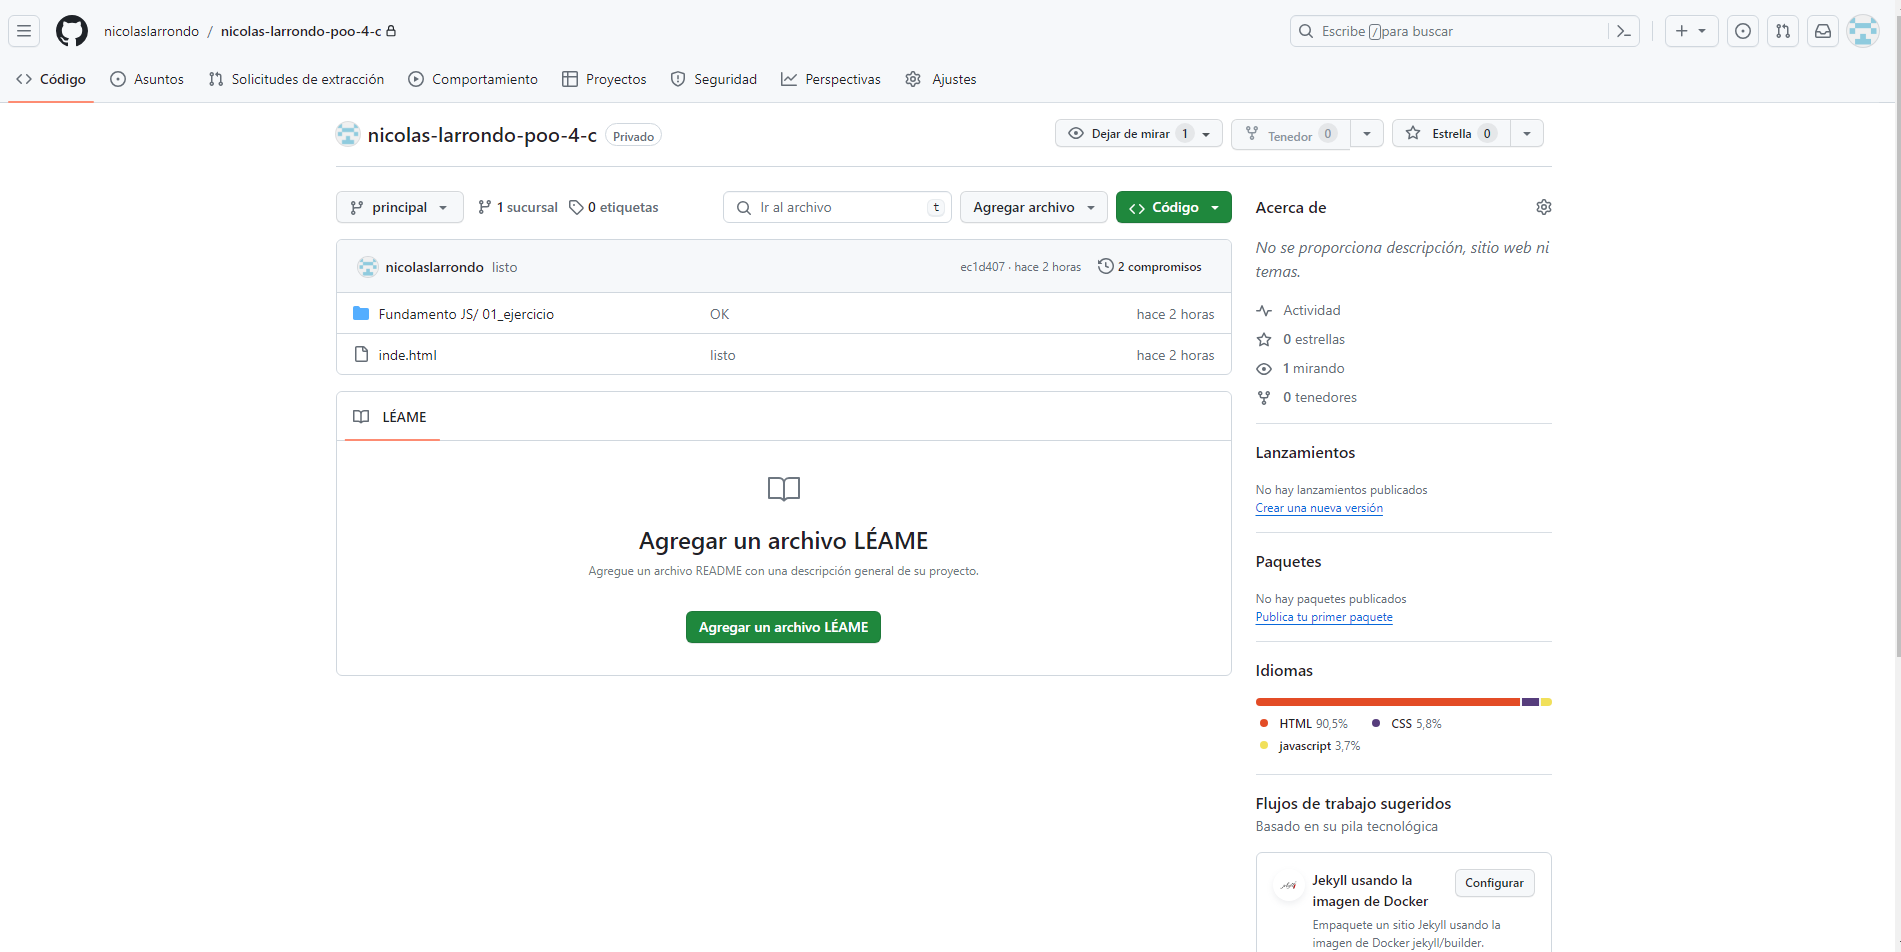 nicolaslarrondo / nicolas-larrondo-poo-4-c
Escribe / para buscar
Código Asuntos Solicitudes de extracción Comportamiento Proyectos Seguridad Perspectivas Ajustes
nicolas-larrondo-poo-4-c Privado
Dejar de mirar 1 Tenedor 0 Estrella 0
principal 1 sucursal 0 etiquetas Ir al archivo t Agregar archivo Código
nicolaslarrondo listo ec1d407 · hace 2 horas 2 compromisos
Fundamento JS/ 01_ejercicio OK hace 2 horas
inde.html listo hace 2 horas
LÉAME
Agregar un archivo LÉAME
Agregue un archivo README con una descripción general de su proyecto.
Agregar un archivo LÉAME
Acerca de
No se proporciona descripción, sitio web ni
temas.
Actividad
0 estrellas
1 mirando
0 tenedores
Lanzamientos
No hay lanzamientos publicados
Crear una nueva versión
Paquetes
No hay paquetes publicados
Publica tu primer paquete
Idiomas
HTML 90,5% CSS 5,8%
javascript 3,7%
Flujos de trabajo sugeridos
Basado en su pila tecnológica
Jekyll usando la
imagen de Docker
Configurar
Empaquete un sitio Jekyll usando la
imagen de Docker jekyll/builder.